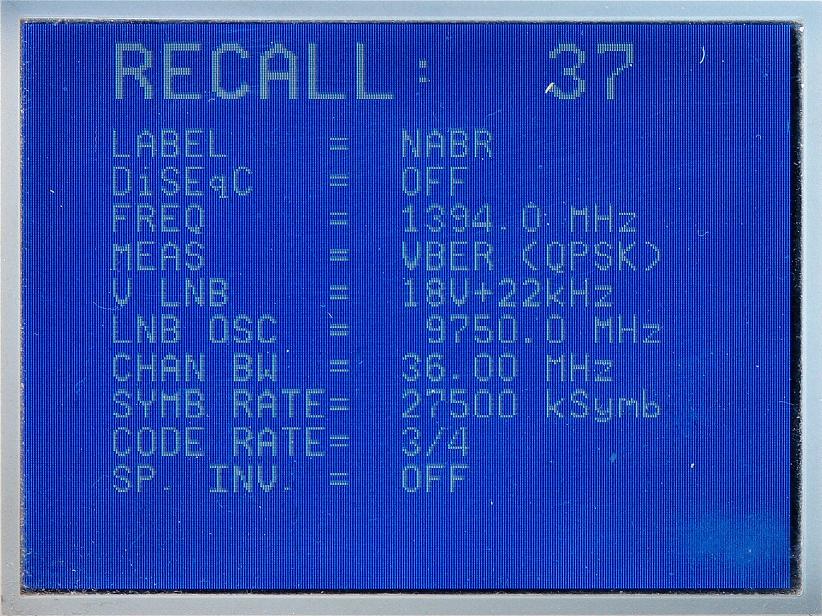 RECALL: 37
LABEL = NABR
DiSEqC = OFF
FREQ = 1394.0 MHz
MEAS = VBER (QPSK)
V LNB = 18V+22kHz
LNB OSC = 9750.0 MHz
CHAN BW = 36.00 MHz
SYMB RATE= 27500 kSymb
CODE RATE= 3/4
SP. INV. = OFF